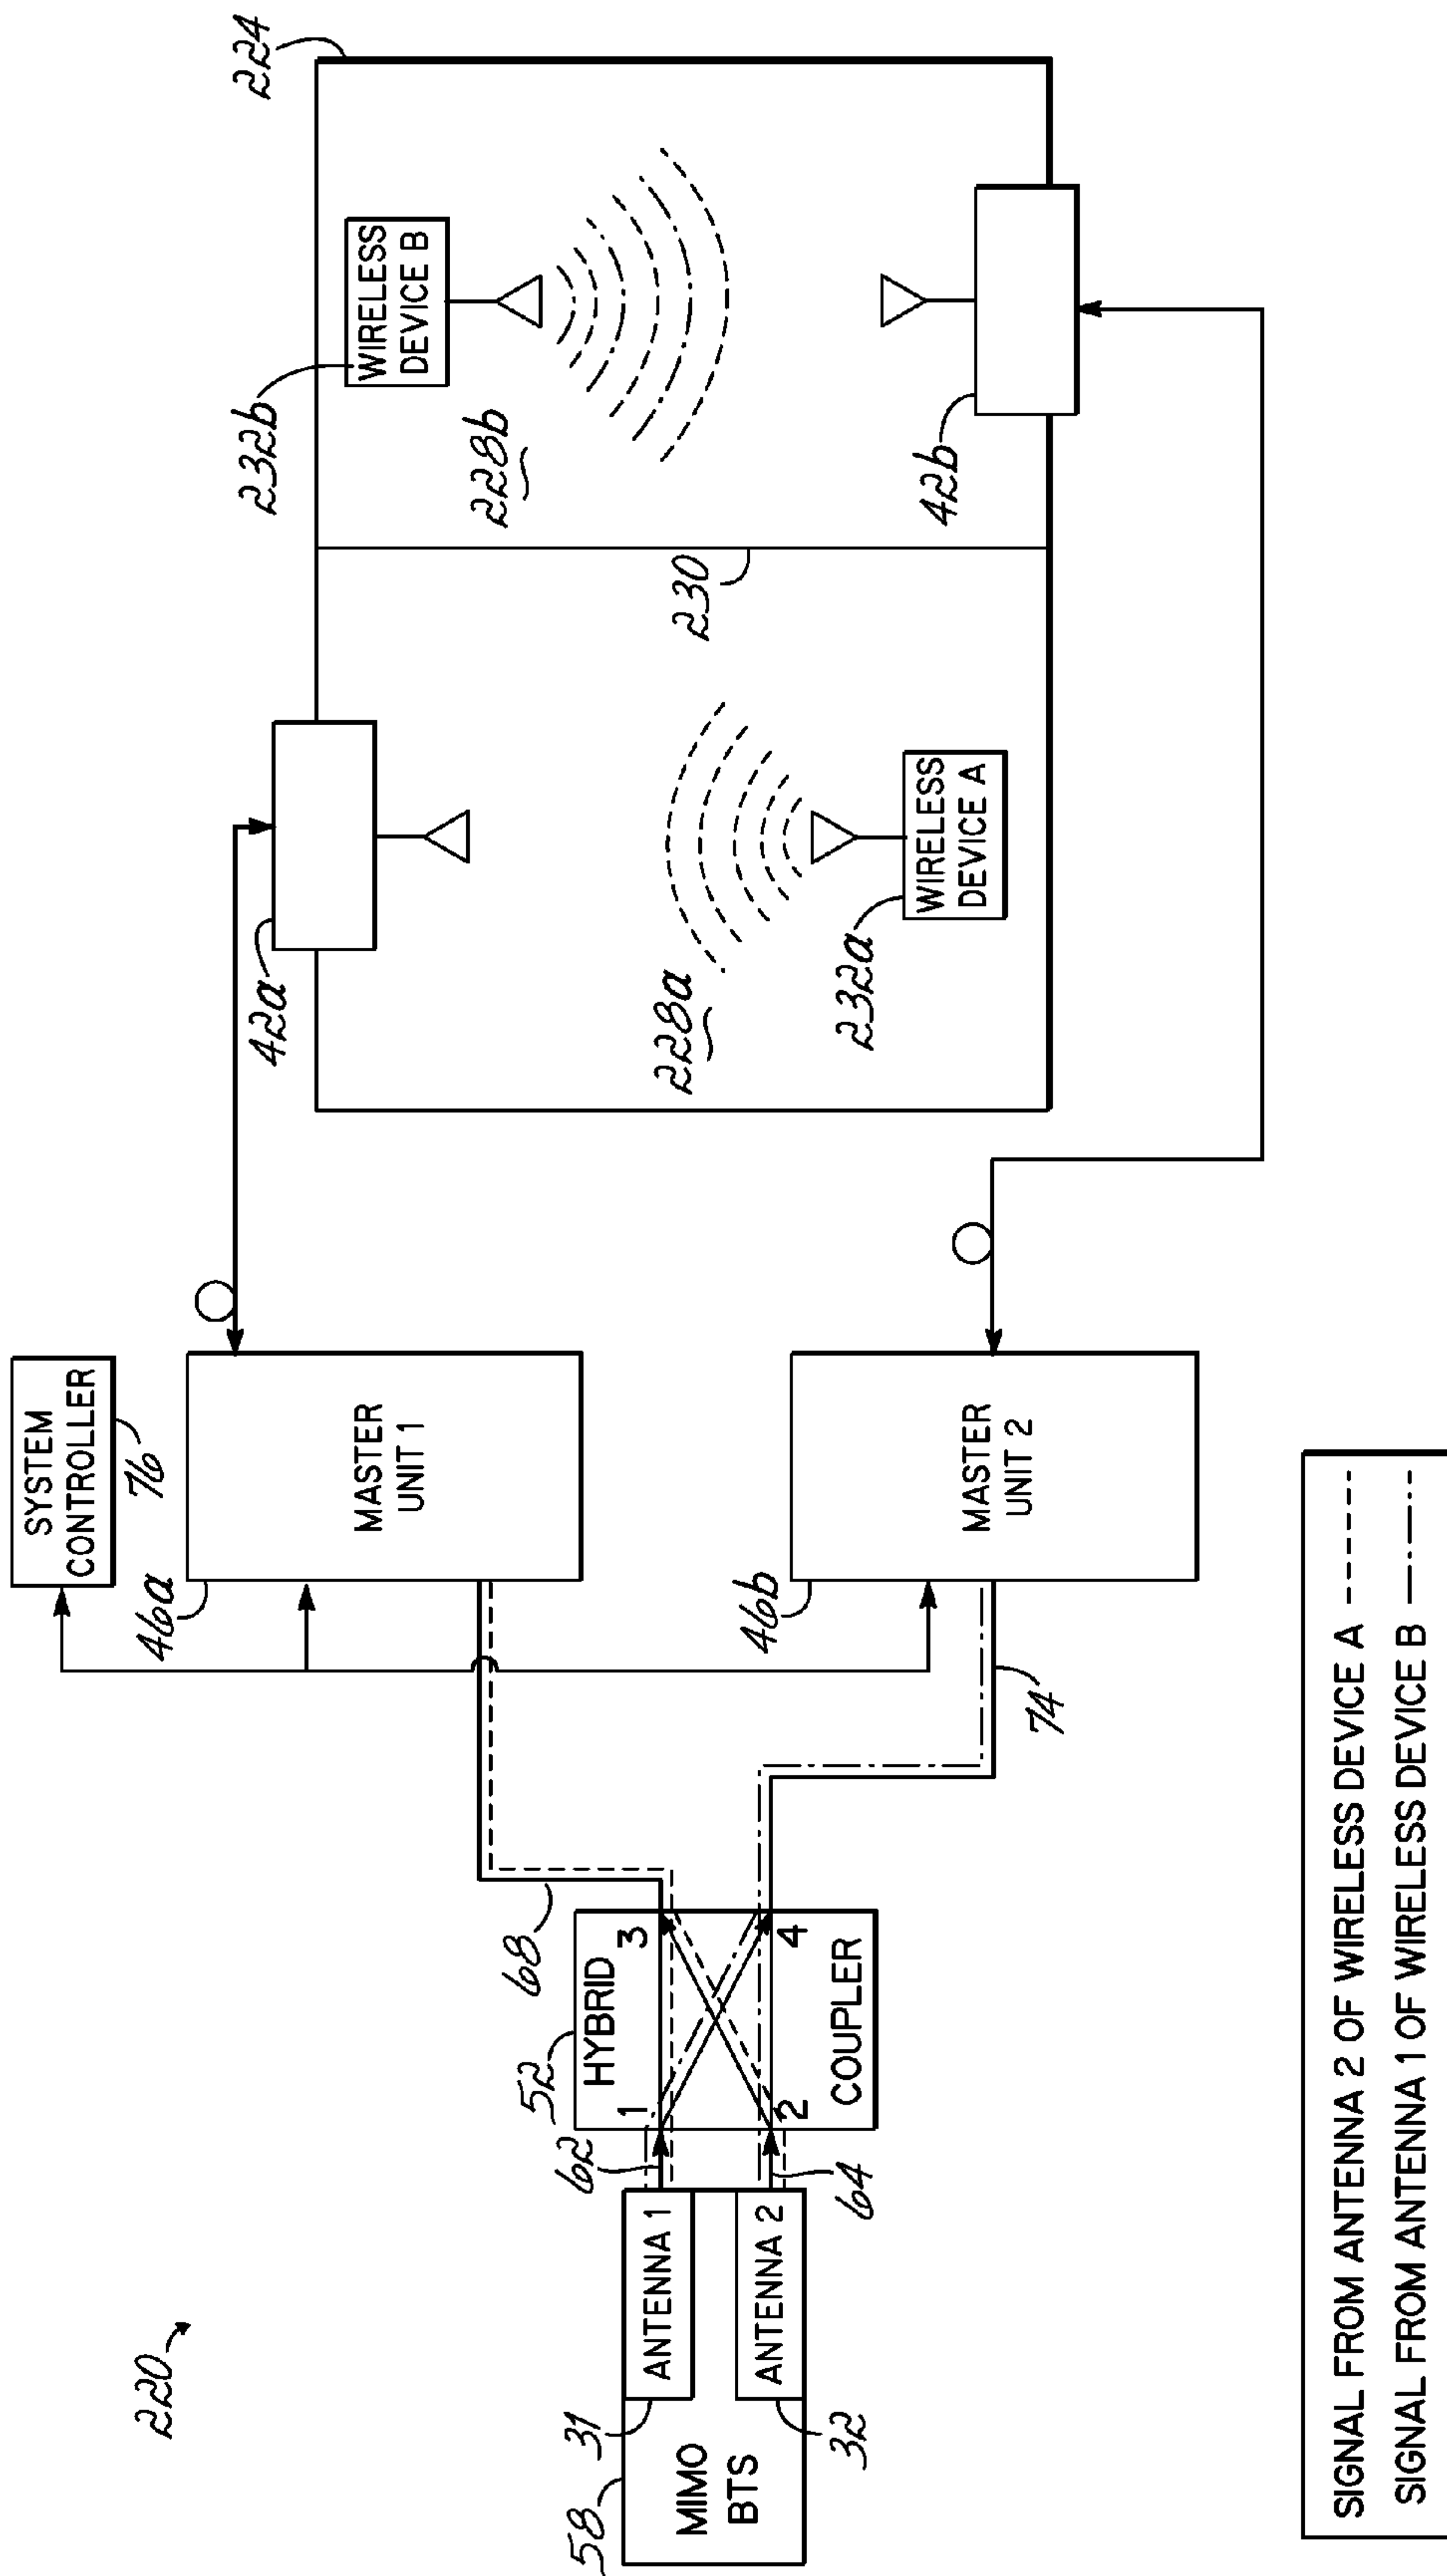 220
58
MIMO
BTS
31
ANTENNA 1
ANTENNA 2
32
62
64
52
HYBRID
1
3
2
4
COUPLER
68
74
SYSTEM
CONTROLLER
76
46a
MASTER
UNIT 1
46b
MASTER
UNIT 2
42a
224
228a
232a
WIRELESS
DEVICE A
230
228b
232b
WIRELESS
DEVICE B
42b
SIGNAL FROM ANTENNA 2 OF WIRELESS DEVICE A
SIGNAL FROM ANTENNA 1 OF WIRELESS DEVICE B